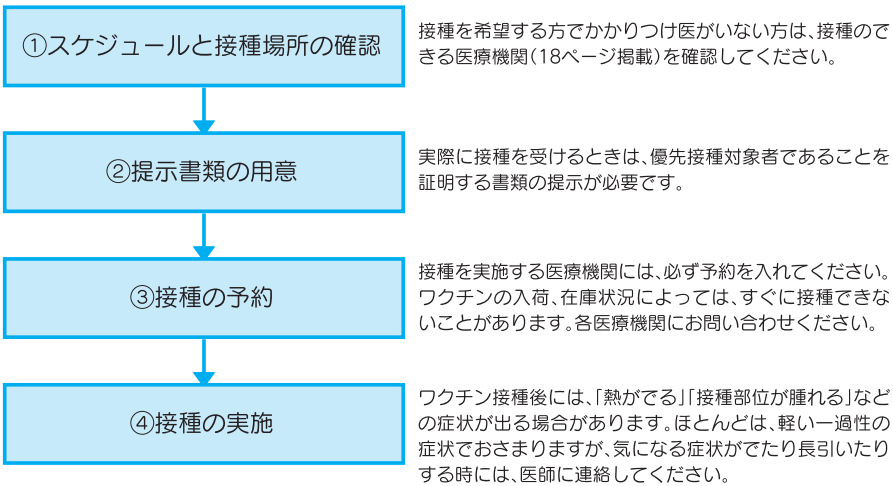 ①スケジュールと接種場所の確認
接種を希望する方でかかりつけ医がいない方は、接種ので
きる医療機関(18ページ掲載)を確認してください。
②提示書類の用意
実際に接種を受けるときは、優先接種対象者であることを
証明する書類の提示が必要です。
③接種の予約
接種を実施する医療機関には、必ず予約を入れてください。
ワクチンの入荷、在庫状況によっては、すぐに接種できな
いことがあります。各医療機関にお問い合わせください。
④接種の実施
ワクチン接種後には、「熱がでる」「接種部位が腫れる」など
の症状が出る場合があります。ほとんどは、軽い一過性の
症状でおさまりますが、気になる症状がでたり長引いたり
する時には、医師に連絡してください。